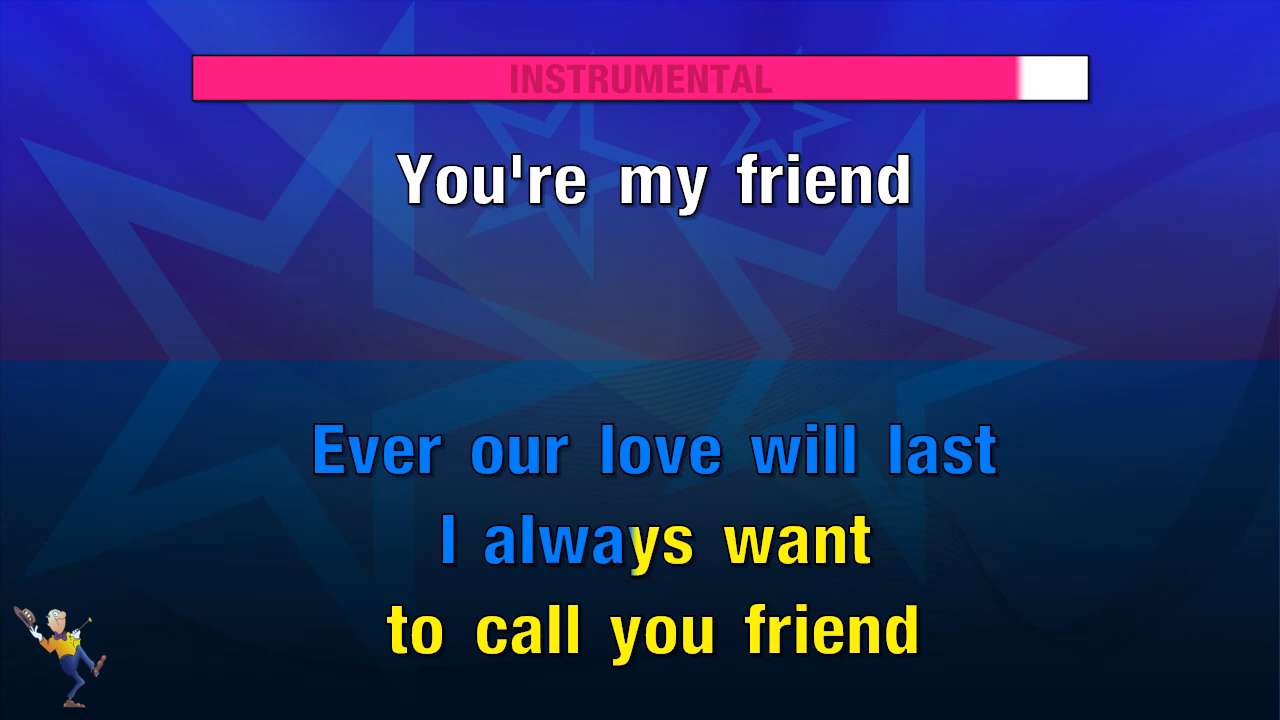 INSTRUMENTAL
You're my friend
Ever our love will last
I always want
to call you friend